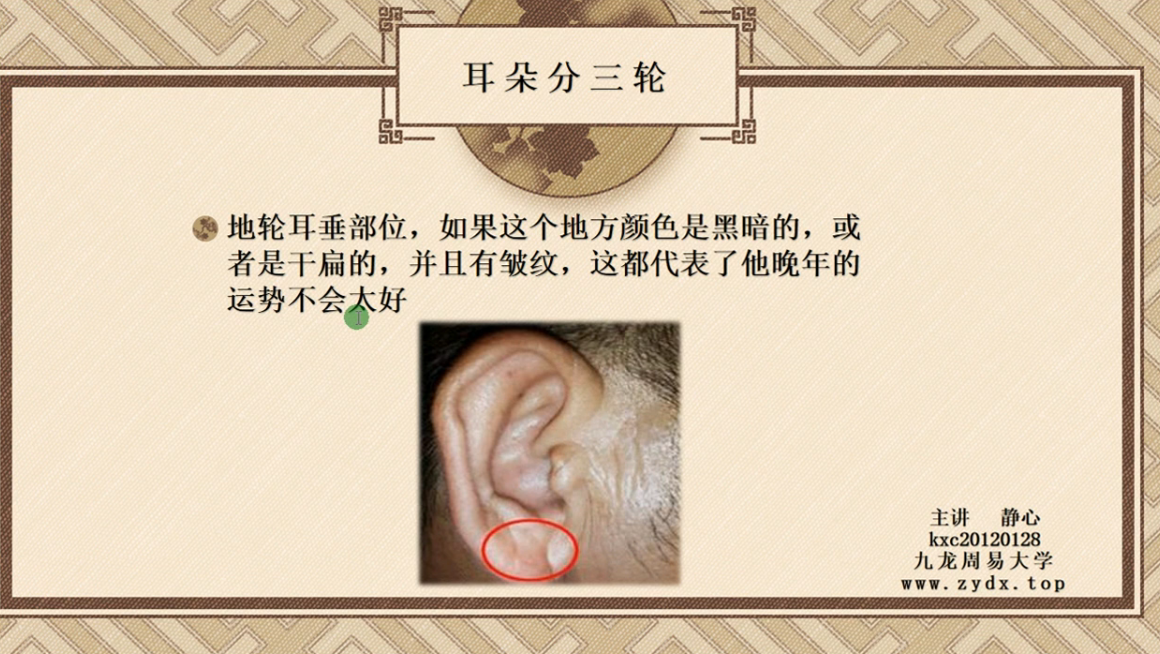 耳朵分三轮
地轮耳垂部位，如果这个地方颜色是黑暗的，或
者是干扁的，并且有皱纹，这都代表了他晚年的
运势不会太好
主讲 静心
kxc20120128
九龙周易大学
www.zydx.top